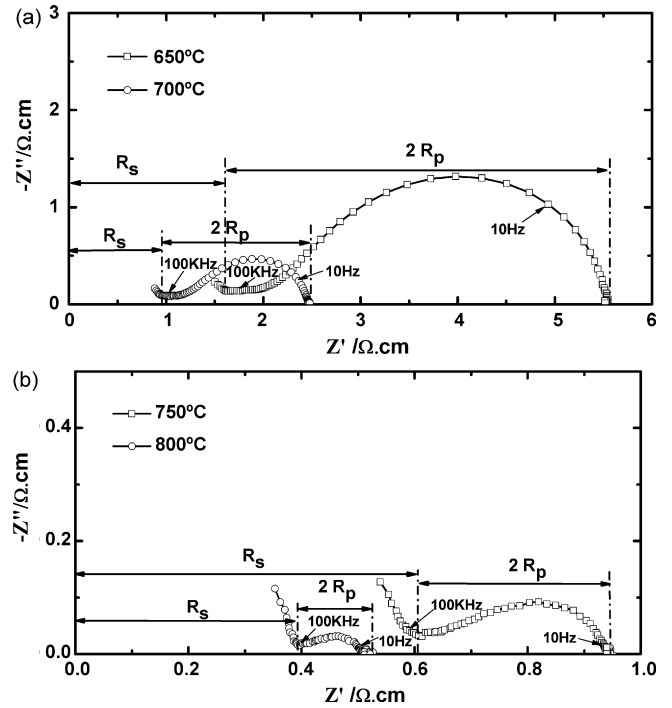 (a)
3
650ºC
700ºC
2
-Z''/Ω.cm
2 Rp
Rs
1
2 Rp
Rs
10Hz
100KHz
100KHz
10Hz
0
0 1 2 3 4 5 6
Z' /Ω.cm
(b)
750ºC
0.4
800ºC
-Z''/Ω.cm
0.2
Rs
2 Rp
2 Rp
Rs
100KHz
100KHz
10Hz
10Hz
0.0
0.0 0.2 0.4 0.6 0.8 1.0
Z' /Ω.cm